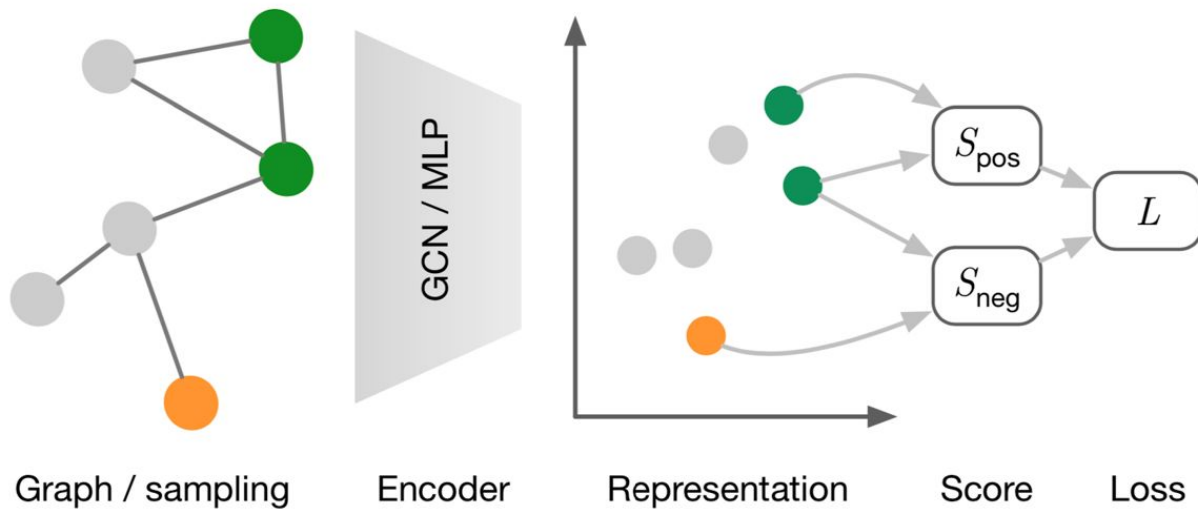 GCN / MLP
S_pos
S_neg
L
Graph / sampling
Encoder
Representation
Score
Loss